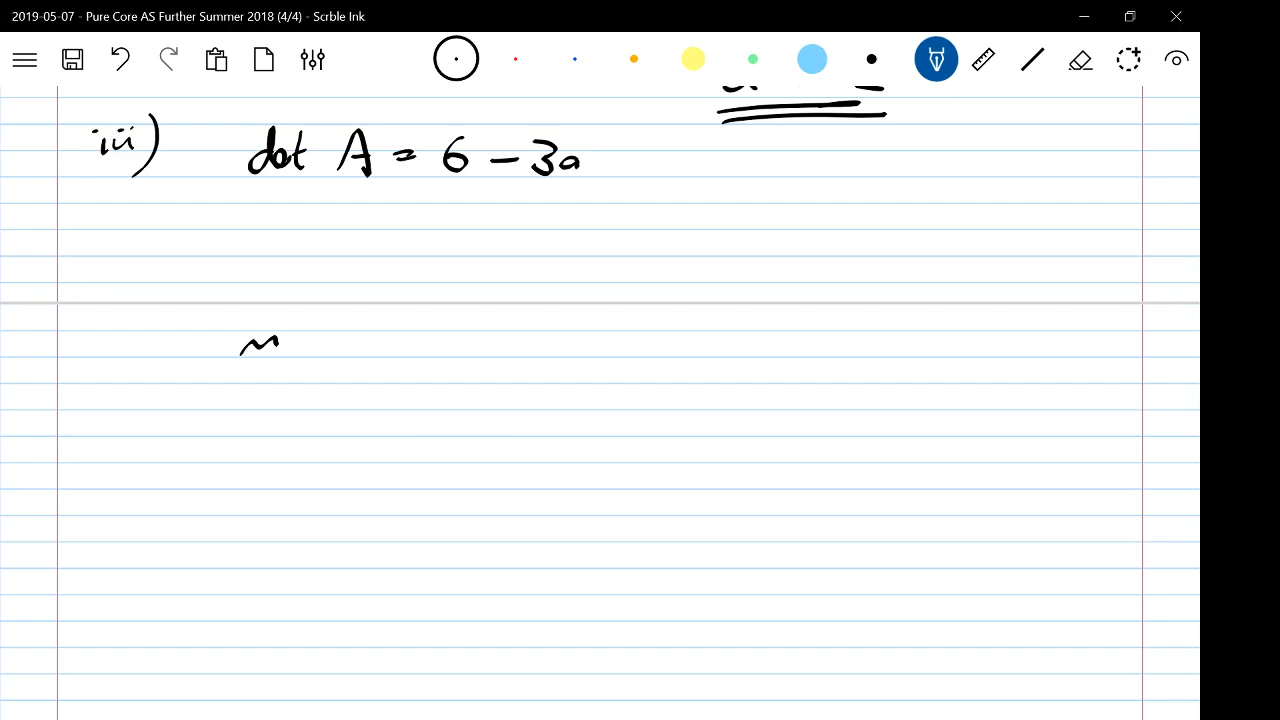 2019-05-07 - Pure Core AS Further Summer 2018 (4/4) - Scrble Ink
iii) det A = 6 - 3a